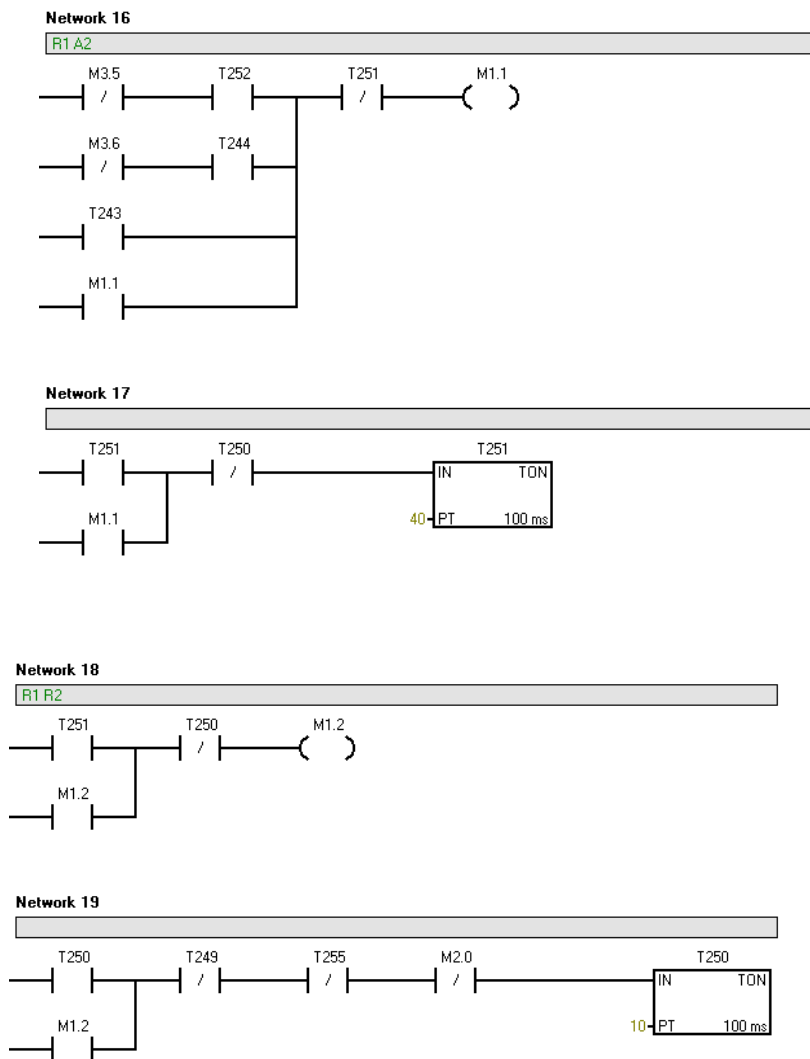 Network 16
R1 A2
M3.5 T252 T251 M1.1
/ /
M3.6 T244
/
T243
M1.1
Network 17
T251 T250 T251
/ IN TON
M1.1 40 PT 100 ms
Network 18
R1 R2
T251 T250 M1.2
/
M1.2
Network 19
T250 T249 T255 M2.0 T250
/ / / IN TON
M1.2 10 PT 100 ms